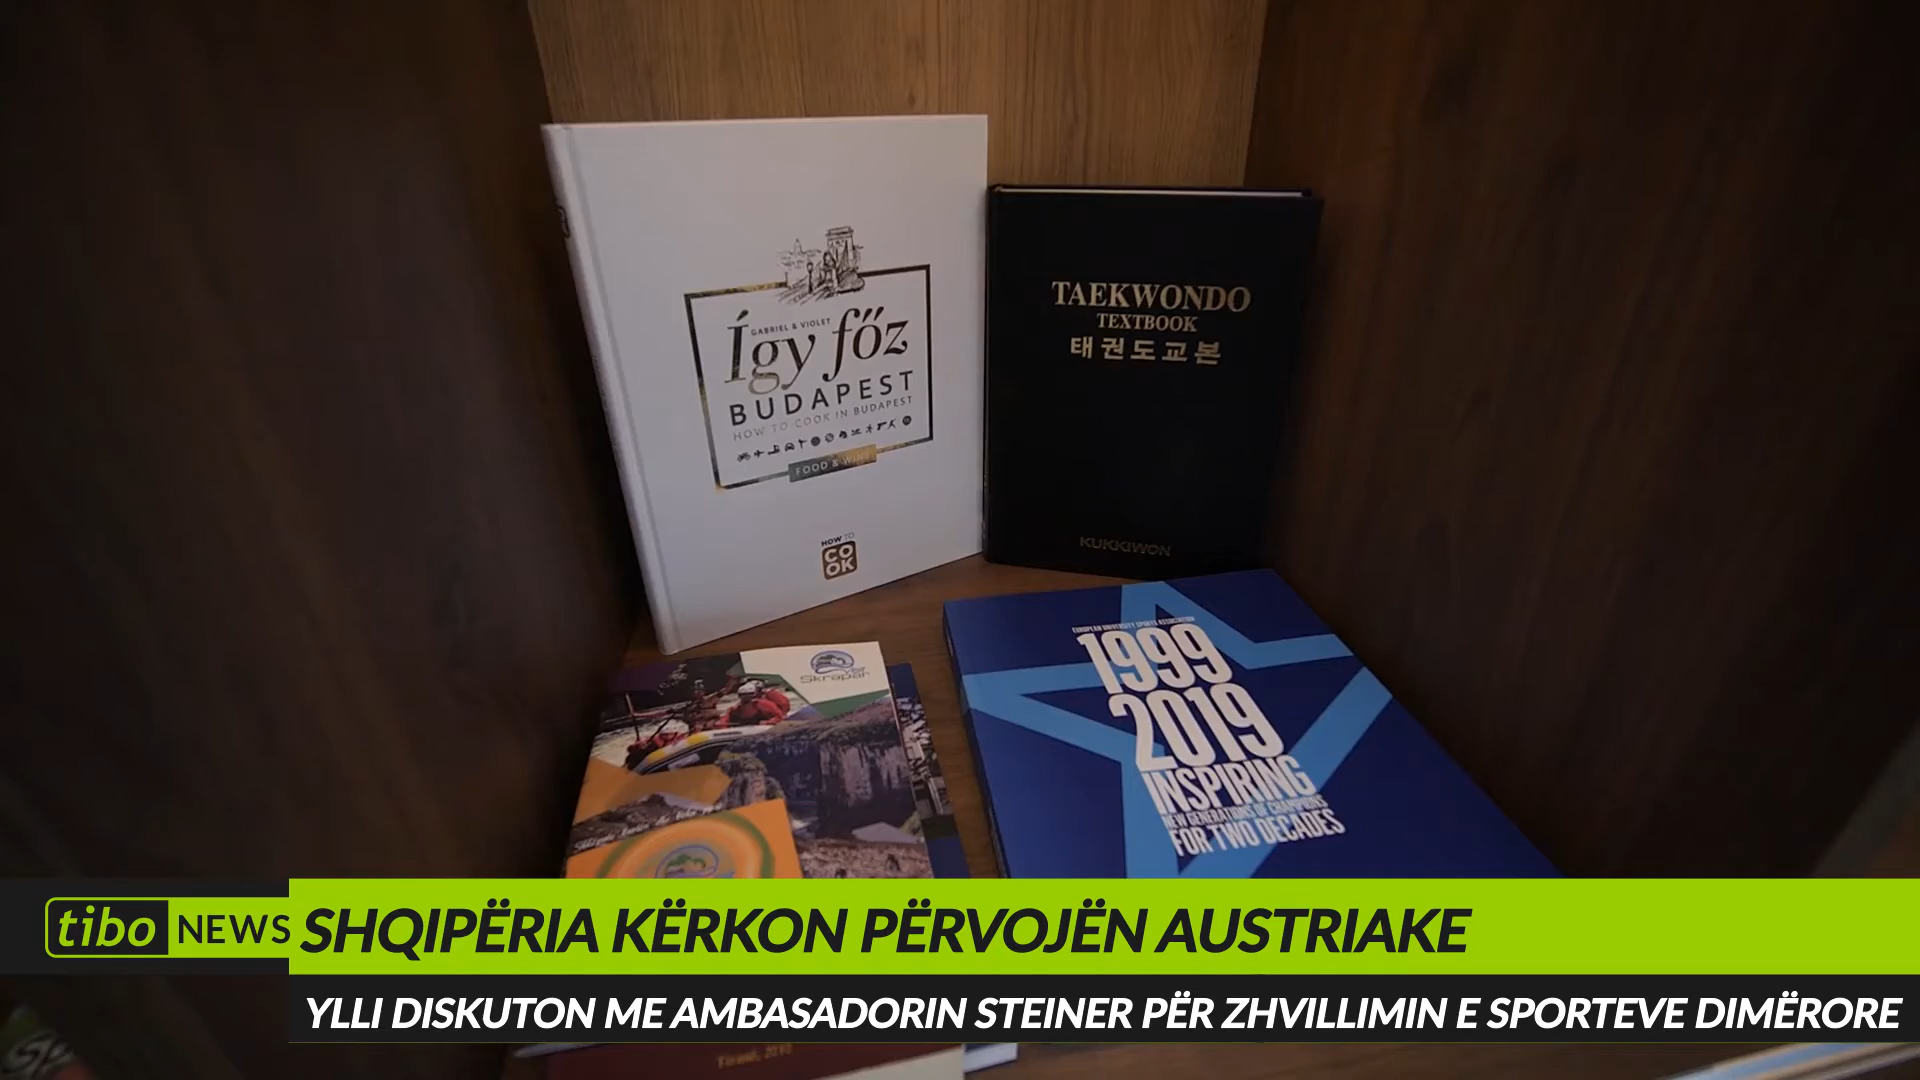 GABRIEL & VIOLET
Így főz
BUDAPEST
HOW TO COOK IN BUDAPEST
FOOD & WINE
HOW TO
CO
OK
TAEKWONDO
TEXTBOOK
태권도교본
KUKKIWON
Skrapar
EUROPEAN UNIVERSITY SPORTS ASSOCIATION
1999
2019
INSPIRING
NEW GENERATIONS OF CHAMPIONS
FOR TWO DECADES
tibo NEWS
SHQIPËRIA KËRKON PËRVOJËN AUSTRIAKE
YLLI DISKUTON ME AMBASADORIN STEINER PËR ZHVILLIMIN E SPORTEVE DIMËRORE